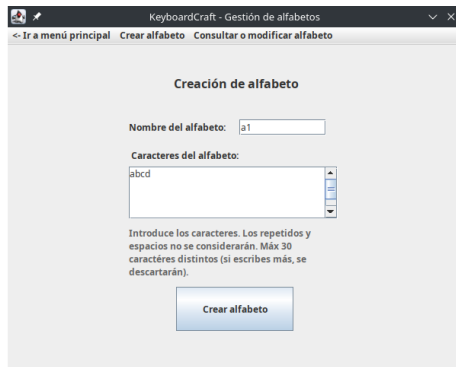 KeyboardCraft - Gestión de alfabetos
<- Ir a menú principal Crear alfabeto Consultar o modificar alfabeto
Creación de alfabeto
Nombre del alfabeto: a1
Caracteres del alfabeto:
abcd
Introduce los caracteres. Los repetidos y
espacios no se considerarán. Máx 30
caractéres distintos (si escribes más, se
descartarán).
Crear alfabeto